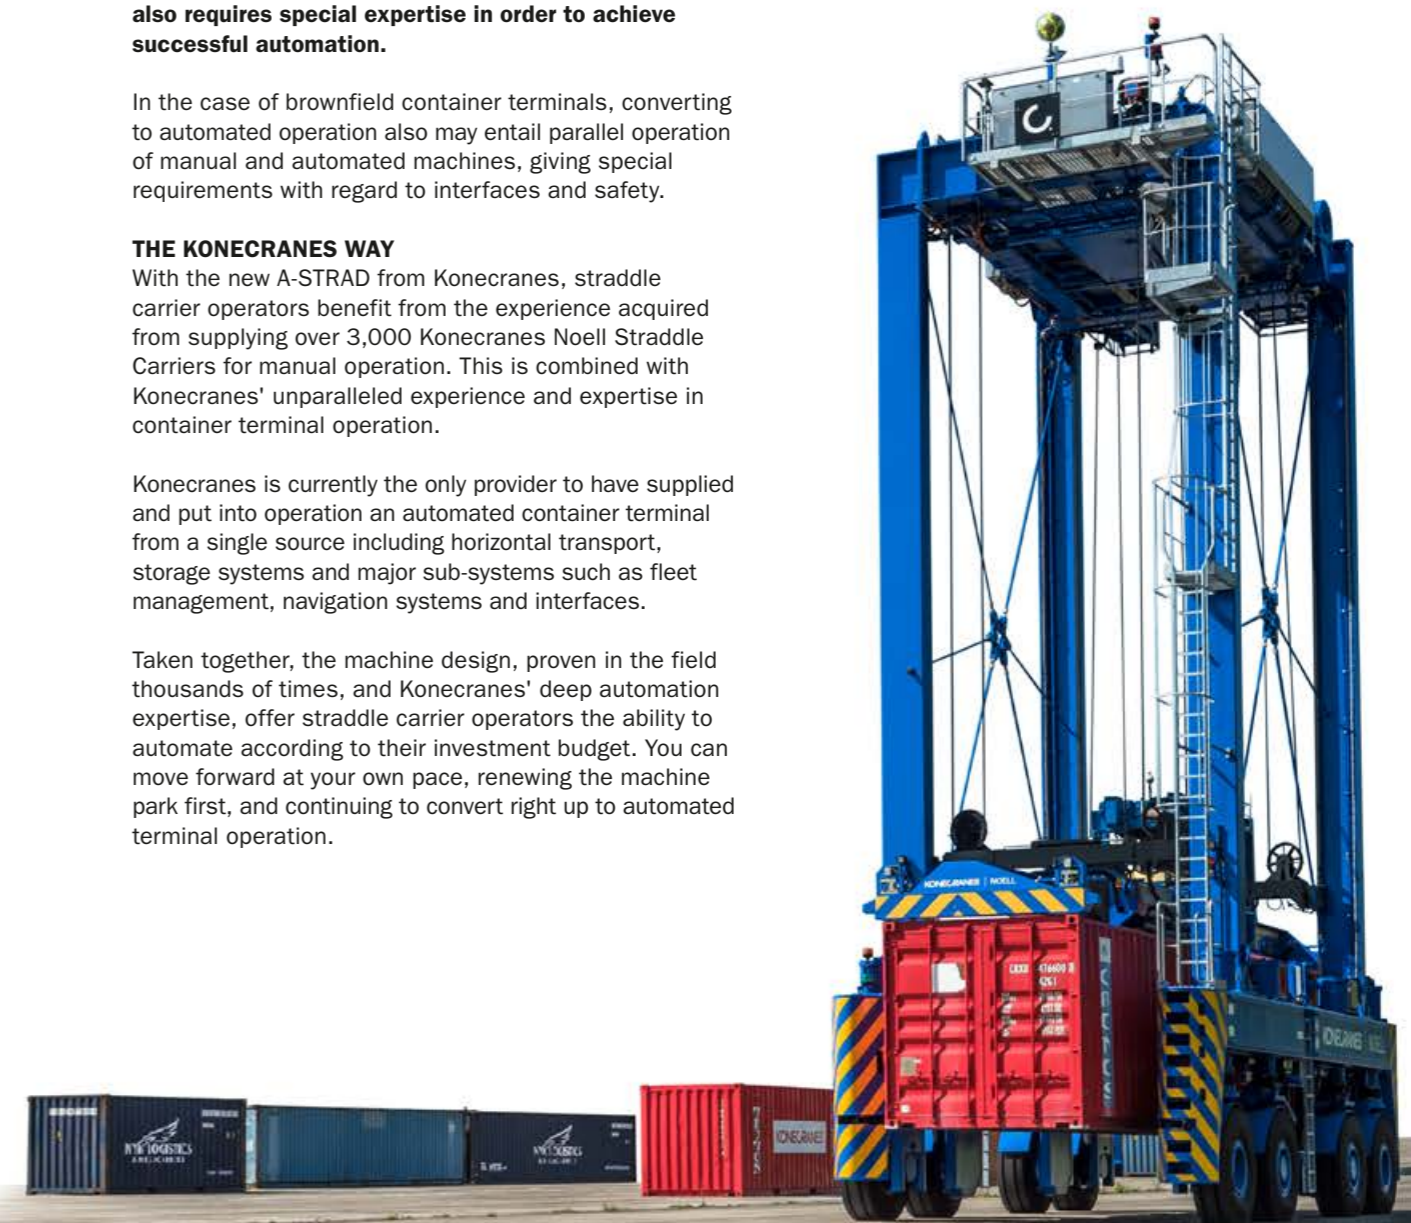 also requires special expertise in order to achieve
successful automation.
In the case of brownfield container terminals, converting
to automated operation also may entail parallel operation
of manual and automated machines, giving special
requirements with regard to interfaces and safety.
THE KONECRANES WAY
With the new A-STRAD from Konecranes, straddle
carrier operators benefit from the experience acquired
from supplying over 3,000 Konecranes Noell Straddle
Carriers for manual operation. This is combined with
Konecranes' unparalleled experience and expertise in
container terminal operation.
Konecranes is currently the only provider to have supplied
and put into operation an automated container terminal
from a single source including horizontal transport,
storage systems and major sub-systems such as fleet
management, navigation systems and interfaces.
Taken together, the machine design, proven in the field
thousands of times, and Konecranes' deep automation
expertise, offer straddle carrier operators the ability to
automate according to their investment budget. You can
move forward at your own pace, renewing the machine
park first, and continuing to convert right up to automated
terminal operation.
KONECRANES | NOELL
KONECRANES NOELL
LOGISTICS
LOGISTICS
KONECRANES